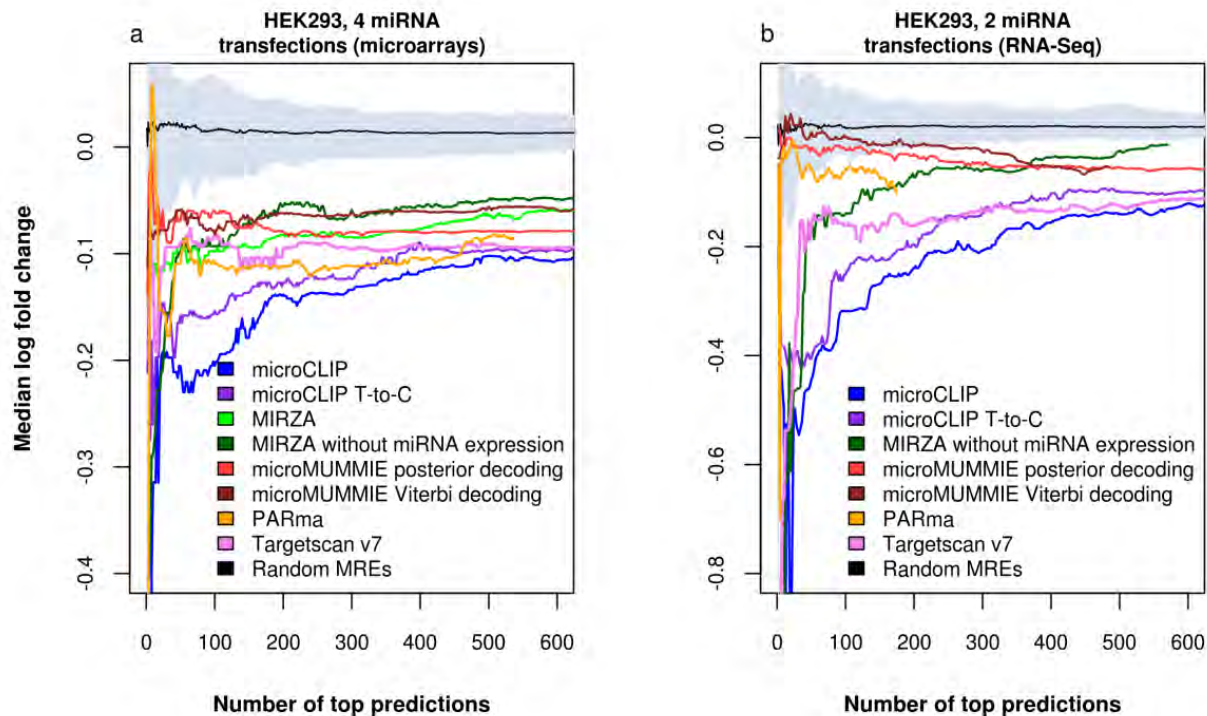 a
HEK293, 4 miRNA
transfections (microarrays)
Median log fold change
0.0
-0.1
-0.2
-0.3
-0.4
microCLIP
microCLIP T-to-C
MIRZA
MIRZA without miRNA expression
microMUMMIE posterior decoding
microMUMMIE Viterbi decoding
PARma
Targetscan v7
Random MREs
0 100 200 300 400 500 600
Number of top predictions
b
HEK293, 2 miRNA
transfections (RNA-Seq)
0.0
-0.2
-0.4
-0.6
-0.8
microCLIP
microCLIP T-to-C
MIRZA without miRNA expression
microMUMMIE posterior decoding
microMUMMIE Viterbi decoding
PARma
Targetscan v7
Random MREs
0 100 200 300 400 500 600
Number of top predictions